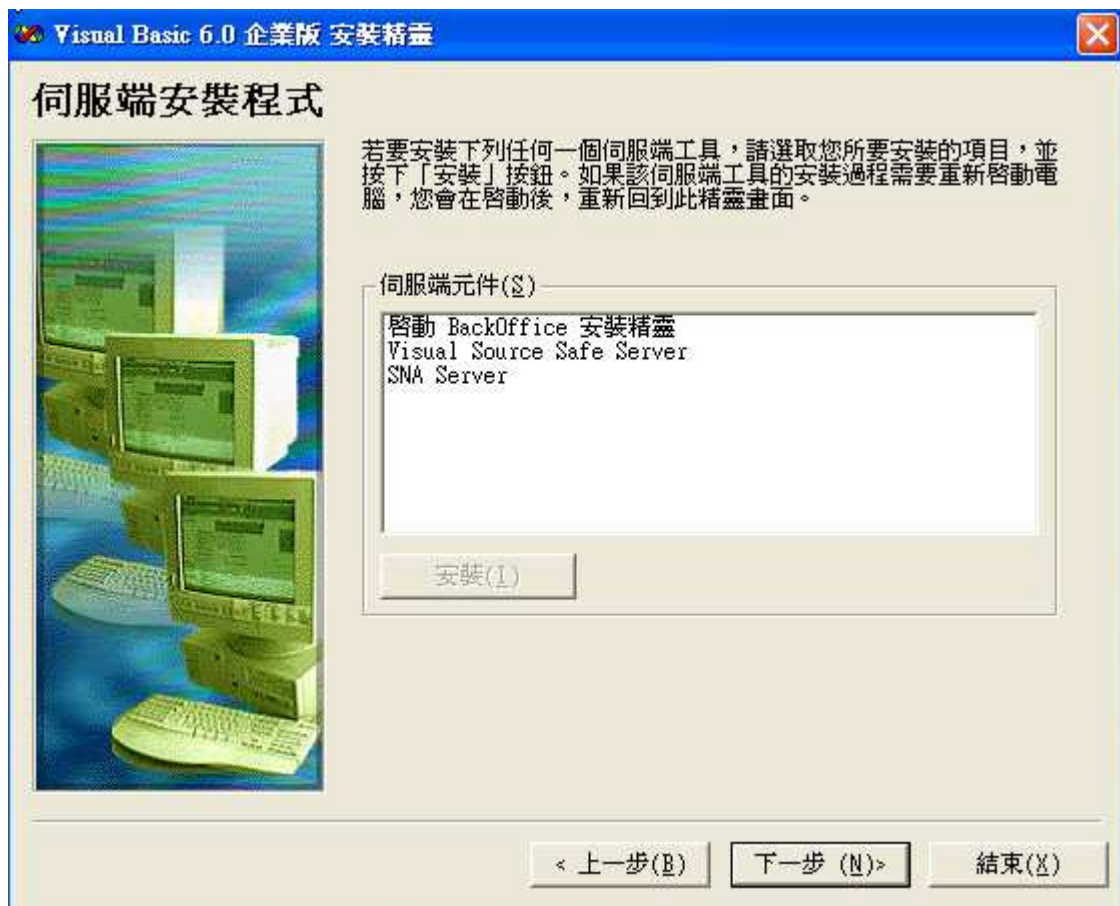 Visual Basic 6.0 企業版 安裝精靈
伺服端安裝程式
若要安裝下列任何一個伺服端工具，請選取您所要安裝的項目，並
按下「安裝」按鈕。如果該伺服端工具的安裝過程需要重新啓動電
腦，您會在啓動後，重新回到此精靈畫面。
伺服端元件(S)
啓動 BackOffice 安裝精靈
Visual Source Safe Server
SNA Server
安裝(I)
< 上一步(B)
下一步 (N)>
結束(X)